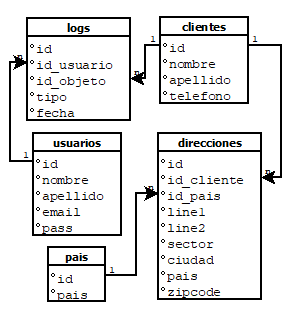 logs
id
id_usuario
id_objeto
tipo
fecha
clientes
id
nombre
apellido
telefono
1
n
1
n
usuarios
id
nombre
apellido
email
pass
1
direcciones
id
id_cliente
id_pais
line1
line2
sector
ciudad
pais
zipcode
n
n
pais
id
pais
1